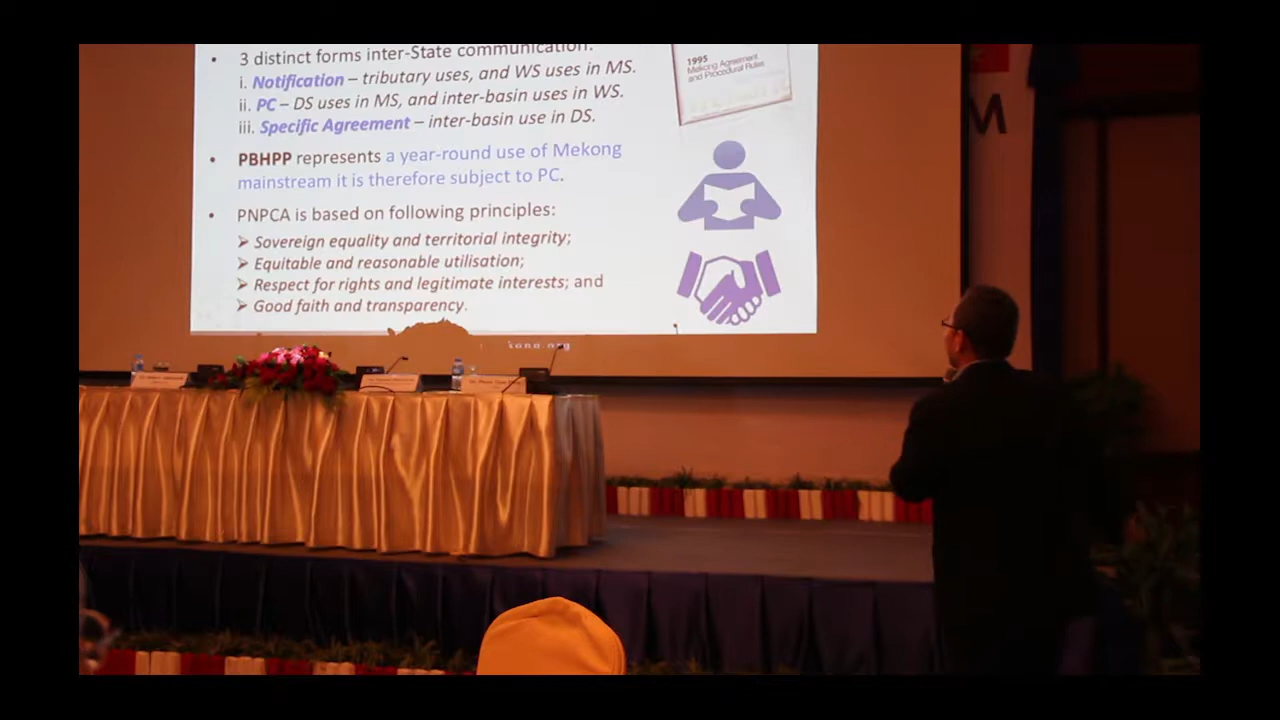 • 3 distinct forms inter-State communication.
i. Notification – tributary uses, and WS uses in MS.
ii. PC – DS uses in MS, and inter-basin uses in WS.
iii. Specific Agreement – inter-basin use in DS.
• PBHPP represents a year-round use of Mekong
mainstream it is therefore subject to PC.
• PNPCA is based on following principles:
➢ Sovereign equality and territorial integrity;
➢ Equitable and reasonable utilisation;
➢ Respect for rights and legitimate interests; and
➢ Good faith and transparency.
1995
Mekong Agreement
and Procedural Rules
M